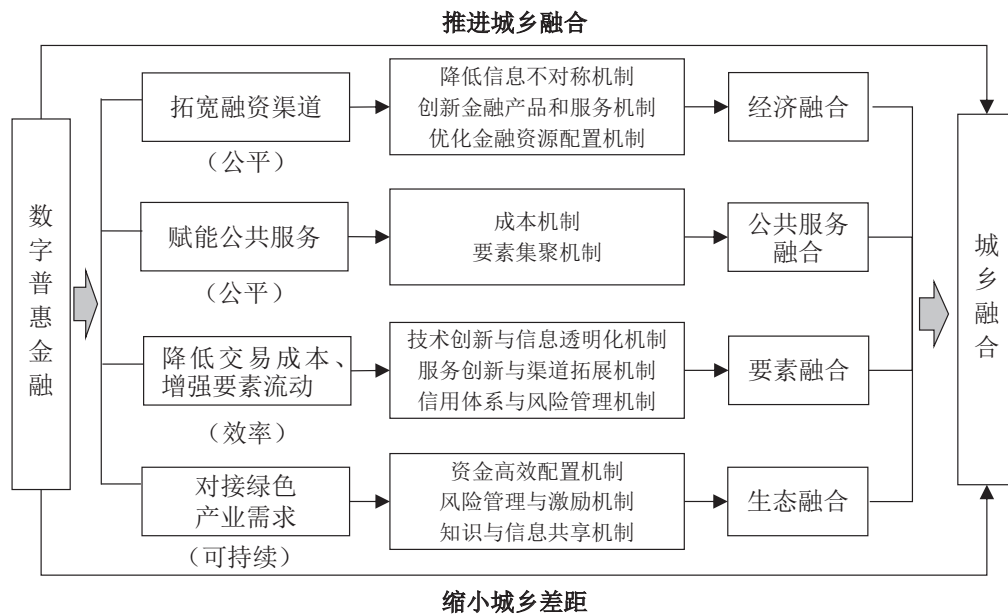 推进城乡融合
数字普惠金融
拓宽融资渠道
（公平）
降低信息不对称机制
创新金融产品和服务机制
优化金融资源配置机制
经济融合
赋能公共服务
（公平）
成本机制
要素集聚机制
公共服务
融合
降低交易成本、
增强要素流动
（效率）
技术创新与信息透明化机制
服务创新与渠道拓展机制
信用体系与风险管理机制
要素融合
对接绿色
产业需求
（可持续）
资金高效配置机制
风险管理与激励机制
知识与信息共享机制
生态融合
城乡融合
缩小城乡差距